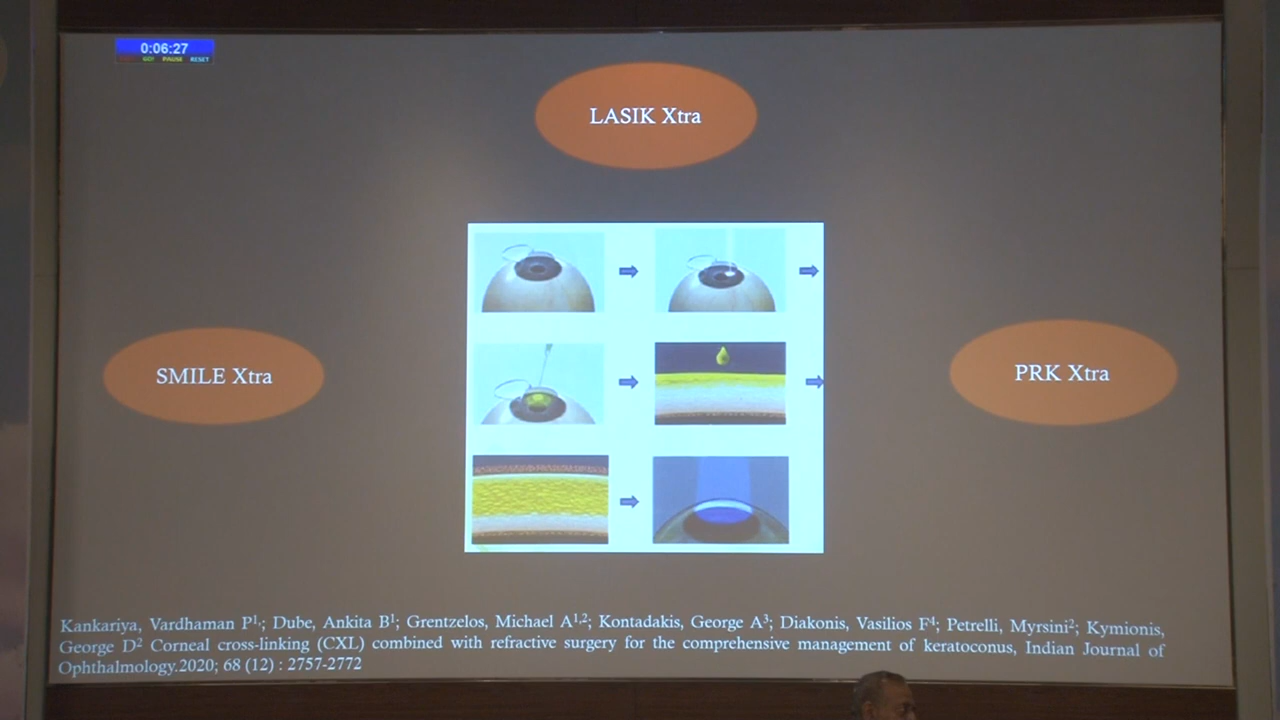 0:06:27
GO! PAUSE RESET
LASIK Xtra
SMILE Xtra
PRK Xtra
Kankariya, Vardhaman P¹,; Dube, Ankita B¹; Grentzelos, Michael A¹,²; Kontadakis, George A³; Diakonis, Vasilios F⁴; Petrelli, Myrsini²; Kymionis,
George D² Corneal cross-linking (CXL) combined with refractive surgery for the comprehensive management of keratoconus, Indian Journal of
Ophthalmology.2020; 68 (12) : 2757-2772